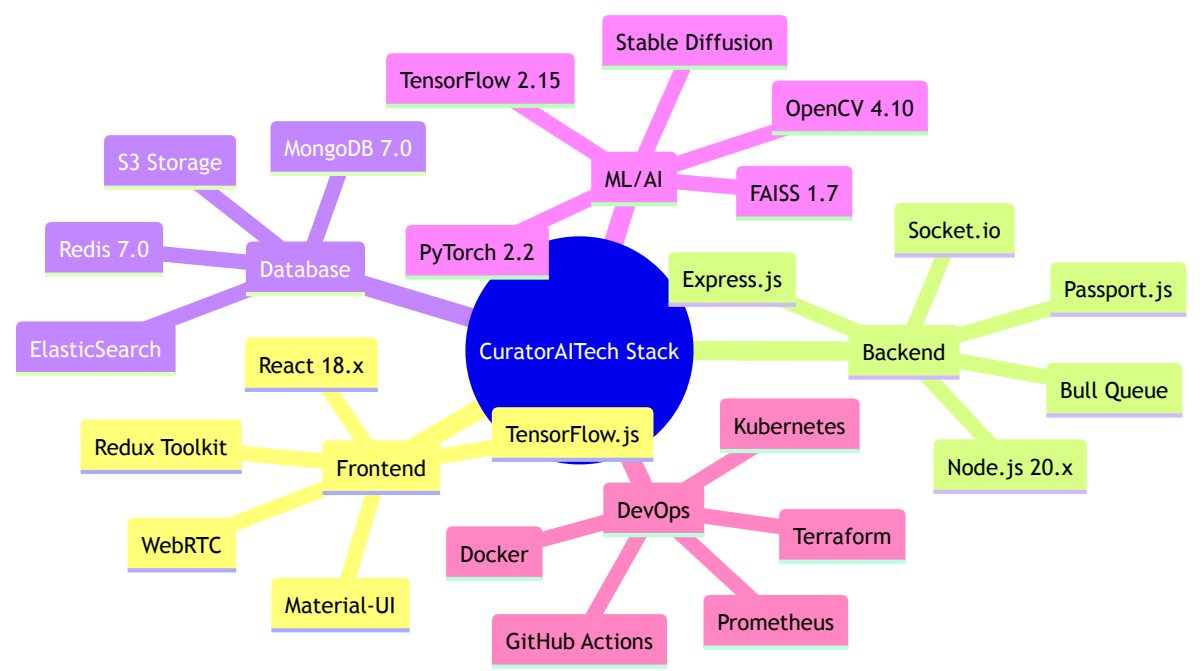 Stable Diffusion
TensorFlow 2.15
OpenCV 4.10
ML/AI
FAISS 1.7
PyTorch 2.2
MongoDB 7.0
S3 Storage
Redis 7.0
Database
ElasticSearch
CuratorAITech Stack
Socket.io
Express.js
Passport.js
Backend
Bull Queue
Node.js 20.x
React 18.x
TensorFlow.js
Redux Toolkit
Frontend
WebRTC
Material-UI
Kubernetes
DevOps
Terraform
Docker
Prometheus
GitHub Actions